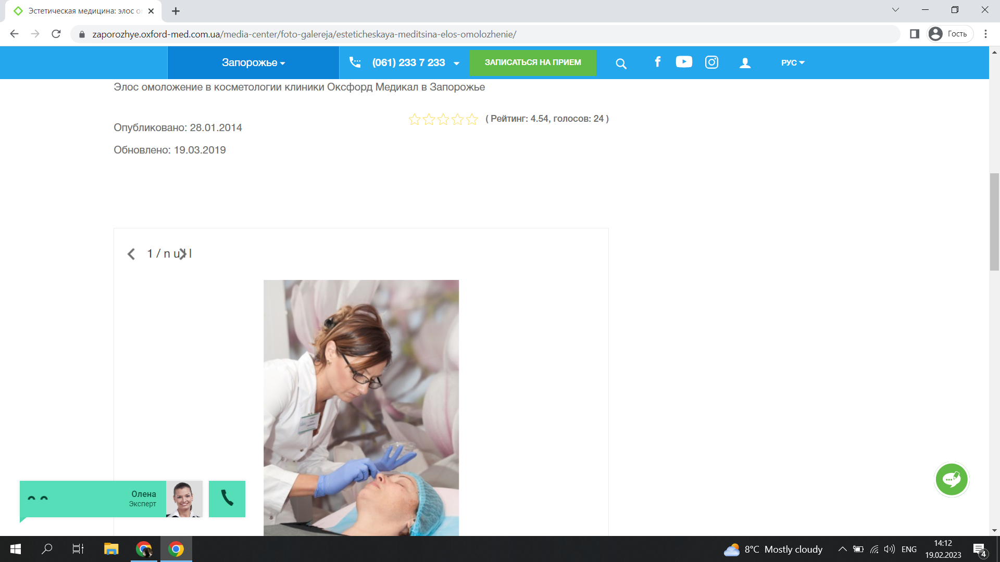 Эстетическая медицина: элос о
zaporozhye.oxford-med.com.ua/media-center/foto-galereja/esteticheskaya-meditsina-elos-omolozhenie/
Гость
Запорожье
(061) 233 7 233
ЗАПИСАТЬСЯ НА ПРИЕМ
РУС
Элос омоложение в косметологии клиники Оксфорд Медикал в Запорожье
( Рейтинг: 4.54, голосов: 24 )
Опубликовано: 28.01.2014
Обновлено: 19.03.2019
1 / null
Олена
Эксперт
8°C Mostly cloudy
ENG
14:12
19.02.2023
4